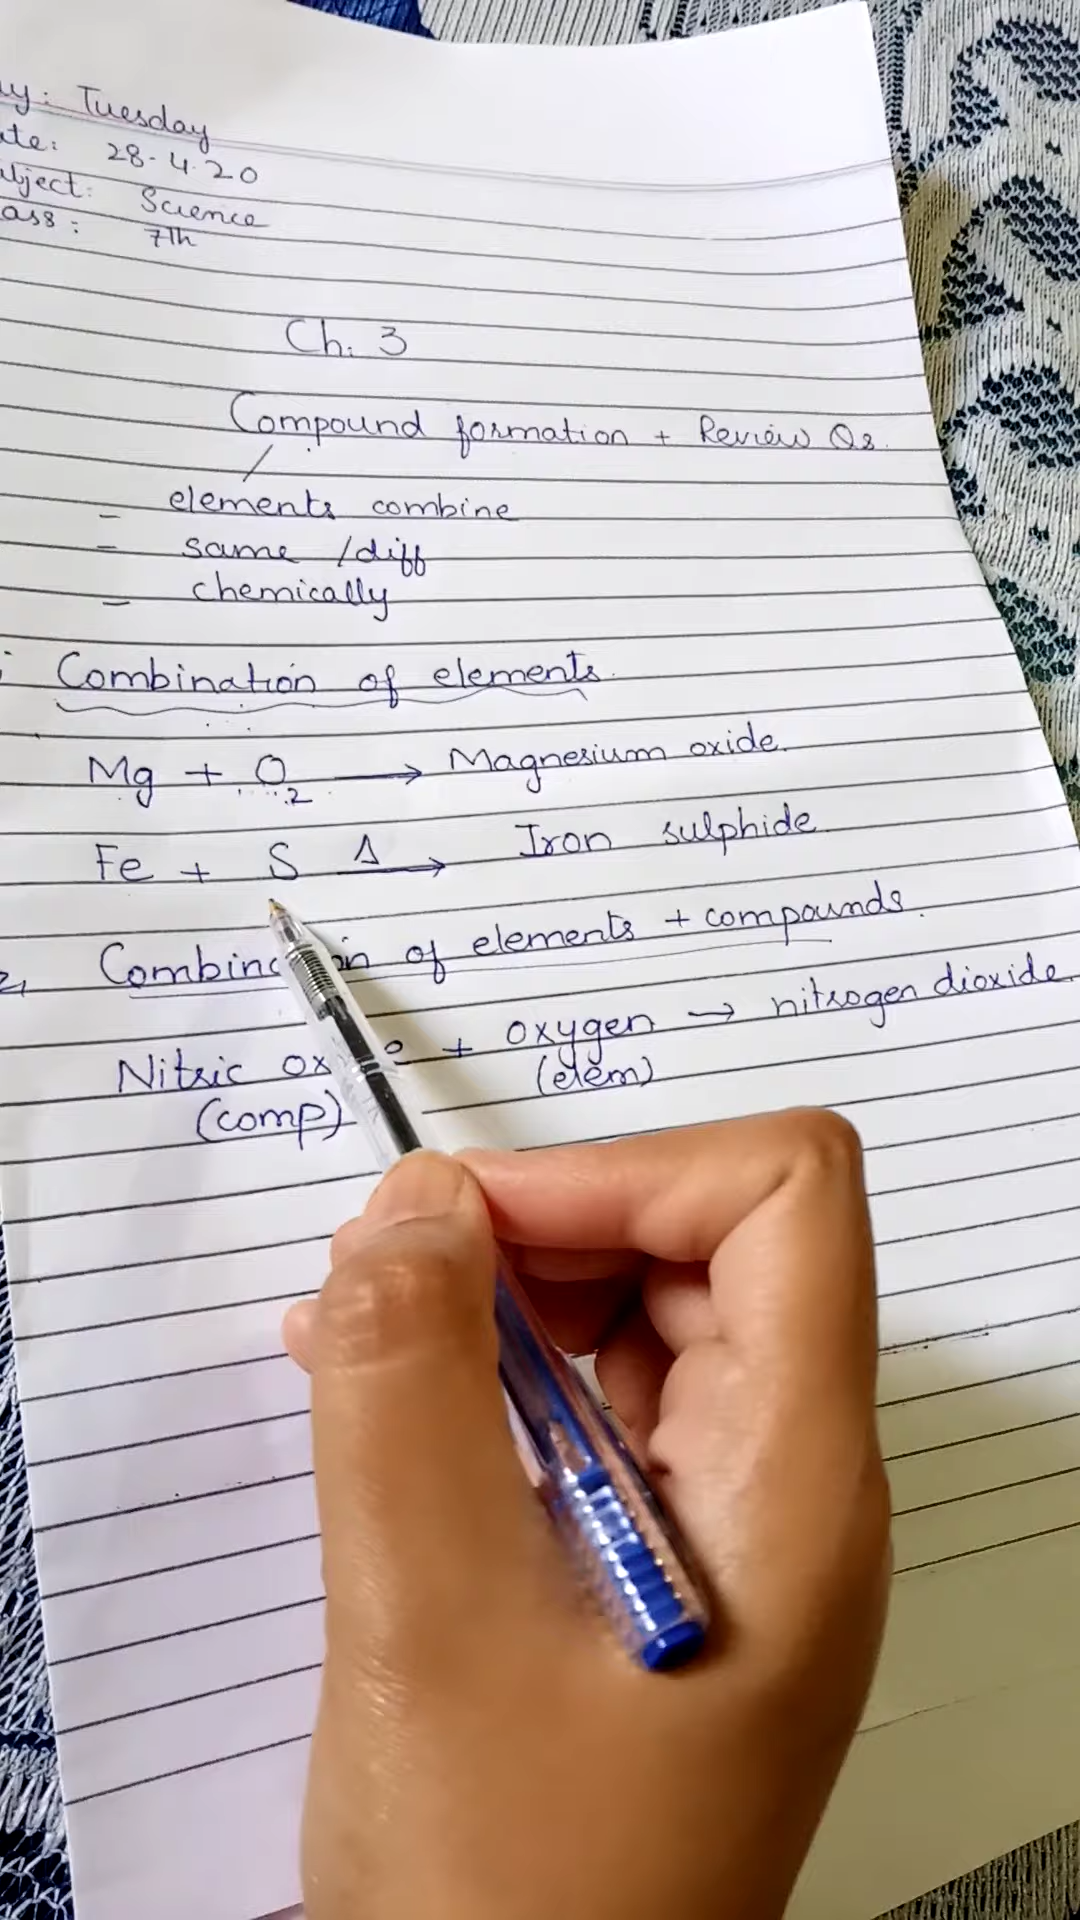 Tuesday
28-4-20
Science
7th
Ch. 3
Compound formation + Review Qs.
- elements combine
- same / diff
- chemically
Combination of elements.
Mg + O2 → Magnesium oxide.
Fe + S Δ→ Iron sulphide
2, of elements + compounds.
Nitric + oxygen → nitrogen dioxide
(comp) (elem)